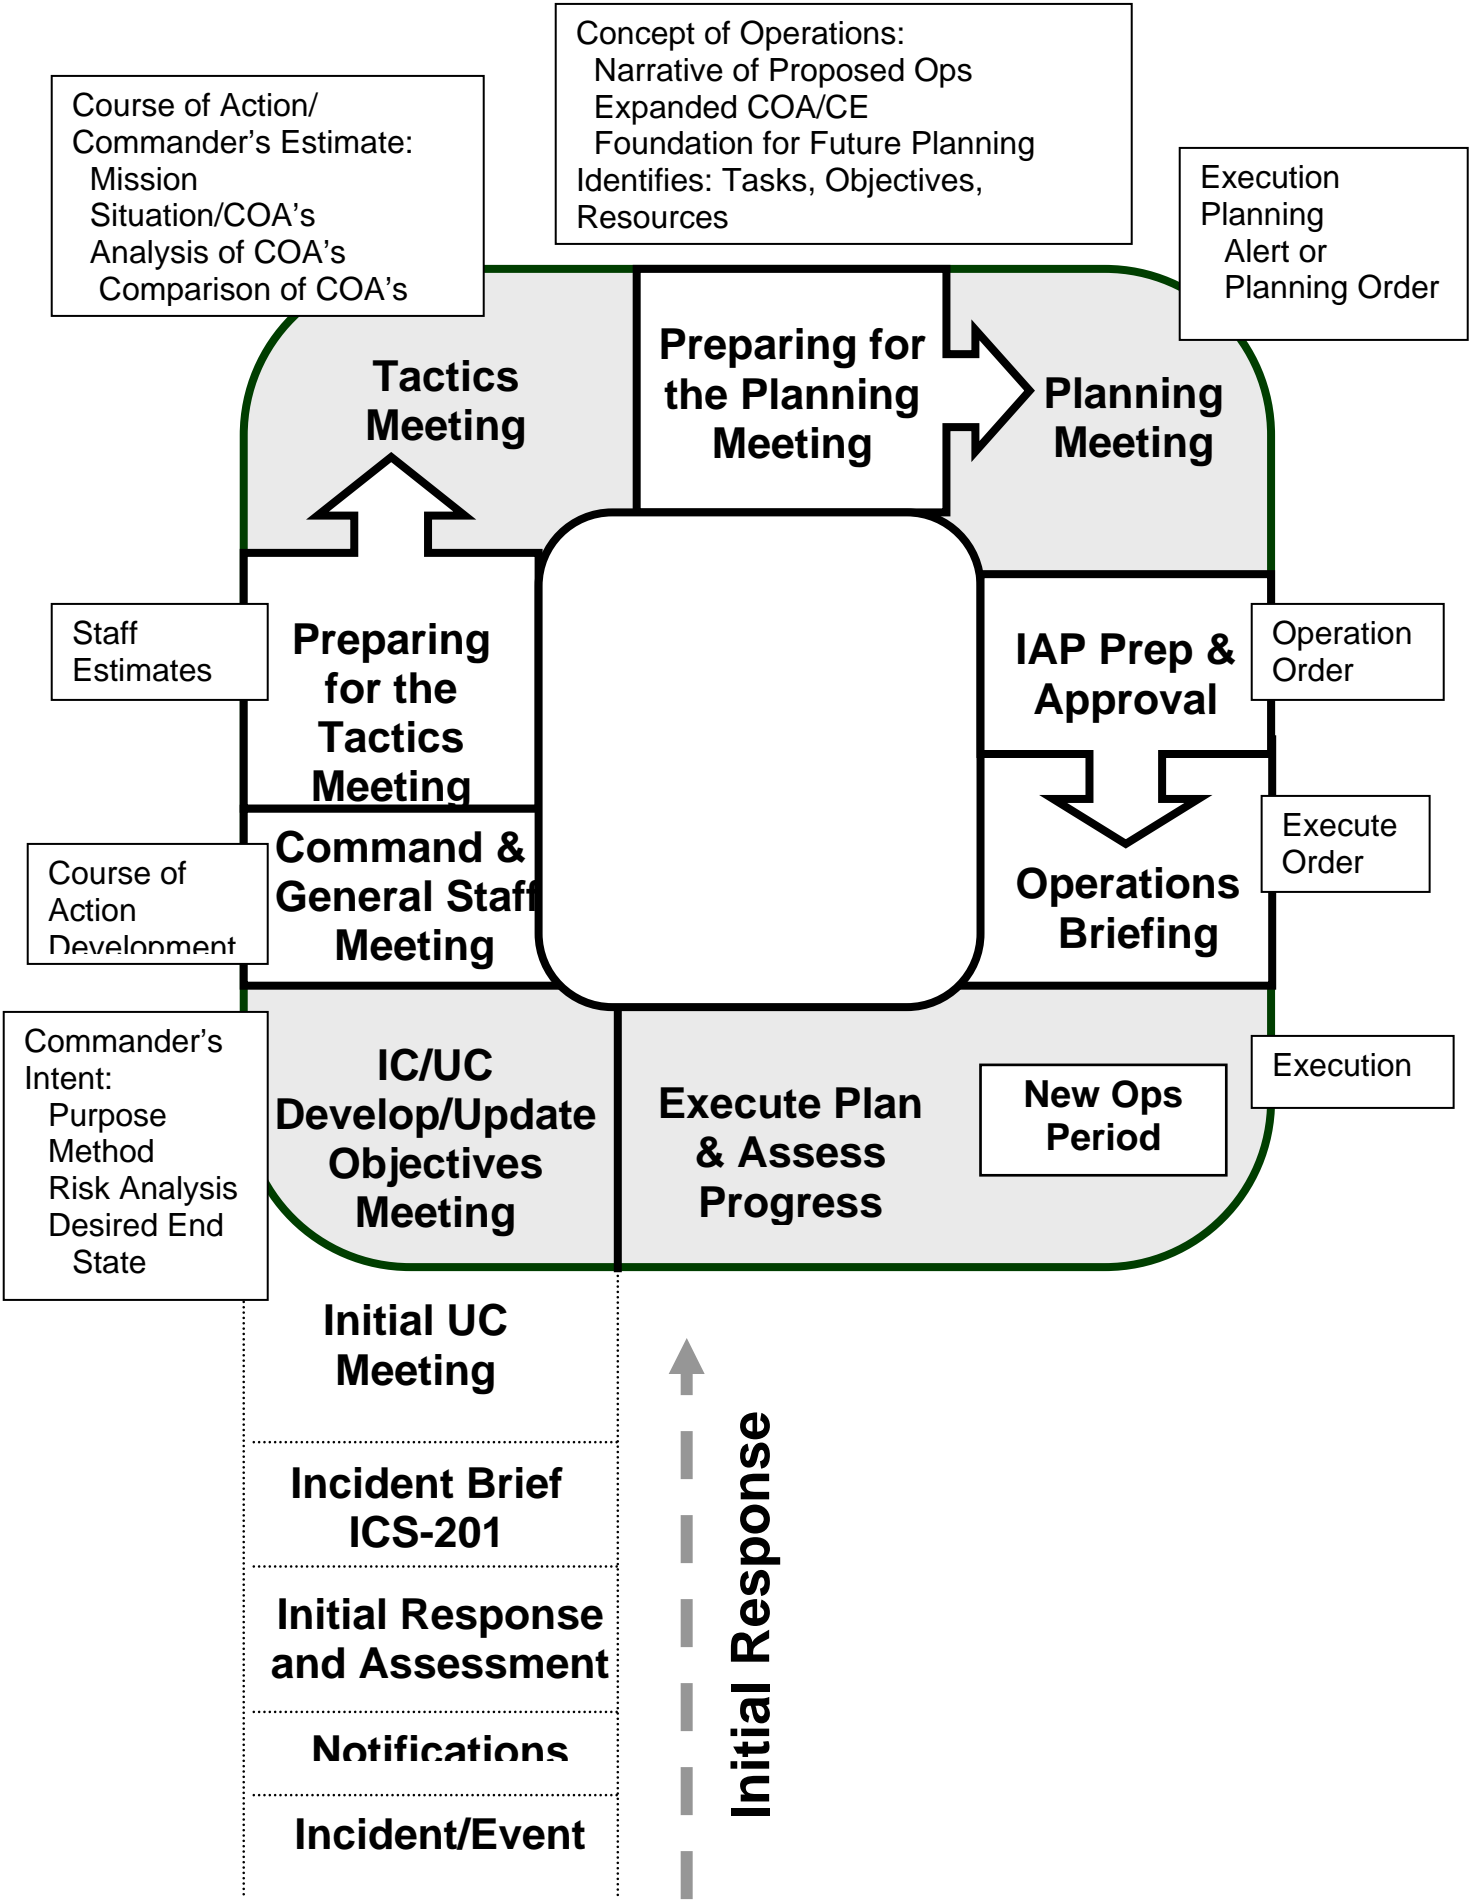 Concept of Operations:
Narrative of Proposed Ops
Expanded COA/CE
Foundation for Future Planning
Identifies: Tasks, Objectives,
Resources
Course of Action/
Commander’s Estimate:
Mission
Situation/COA’s
Analysis of COA’s
Comparison of COA’s
Execution
Planning
Alert or
Planning Order
Tactics
Meeting
Preparing for
the Planning
Meeting
Planning
Meeting
Staff
Estimates
Preparing
for the
Tactics
Meeting
IAP Prep &
Approval
Operation
Order
Course of
Action
Development
Command &
General Staff
Meeting
Operations
Briefing
Execute
Order
Commander’s
Intent:
Purpose
Method
Risk Analysis
Desired End
State
IC/UC
Develop/Update
Objectives
Meeting
Execute Plan
& Assess
Progress
New Ops
Period
Execution
Initial UC
Meeting
Incident Brief
ICS-201
Initial Response
and Assessment
Notifications
Incident/Event
Initial Response